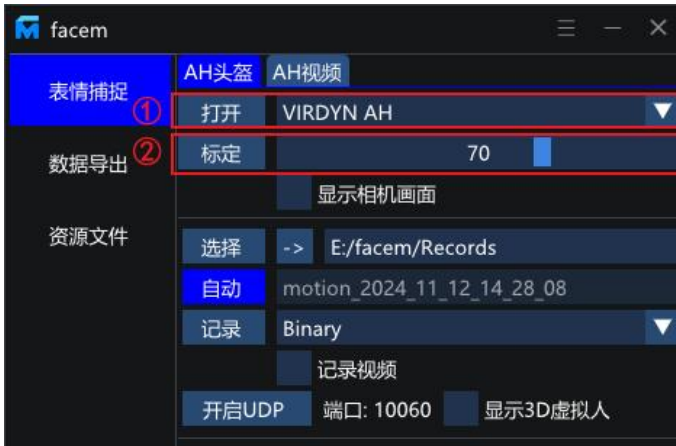 facem
表情捕捉
数据导出
资源文件
AH头盔 AH视频
① 打开 VIRDYN AH
② 标定 70
显示相机画面
选择 -> E:/facem/Records
自动 motion_2024_11_12_14_28_08
记录 Binary
记录视频
开启UDP 端口: 10060 显示3D虚拟人